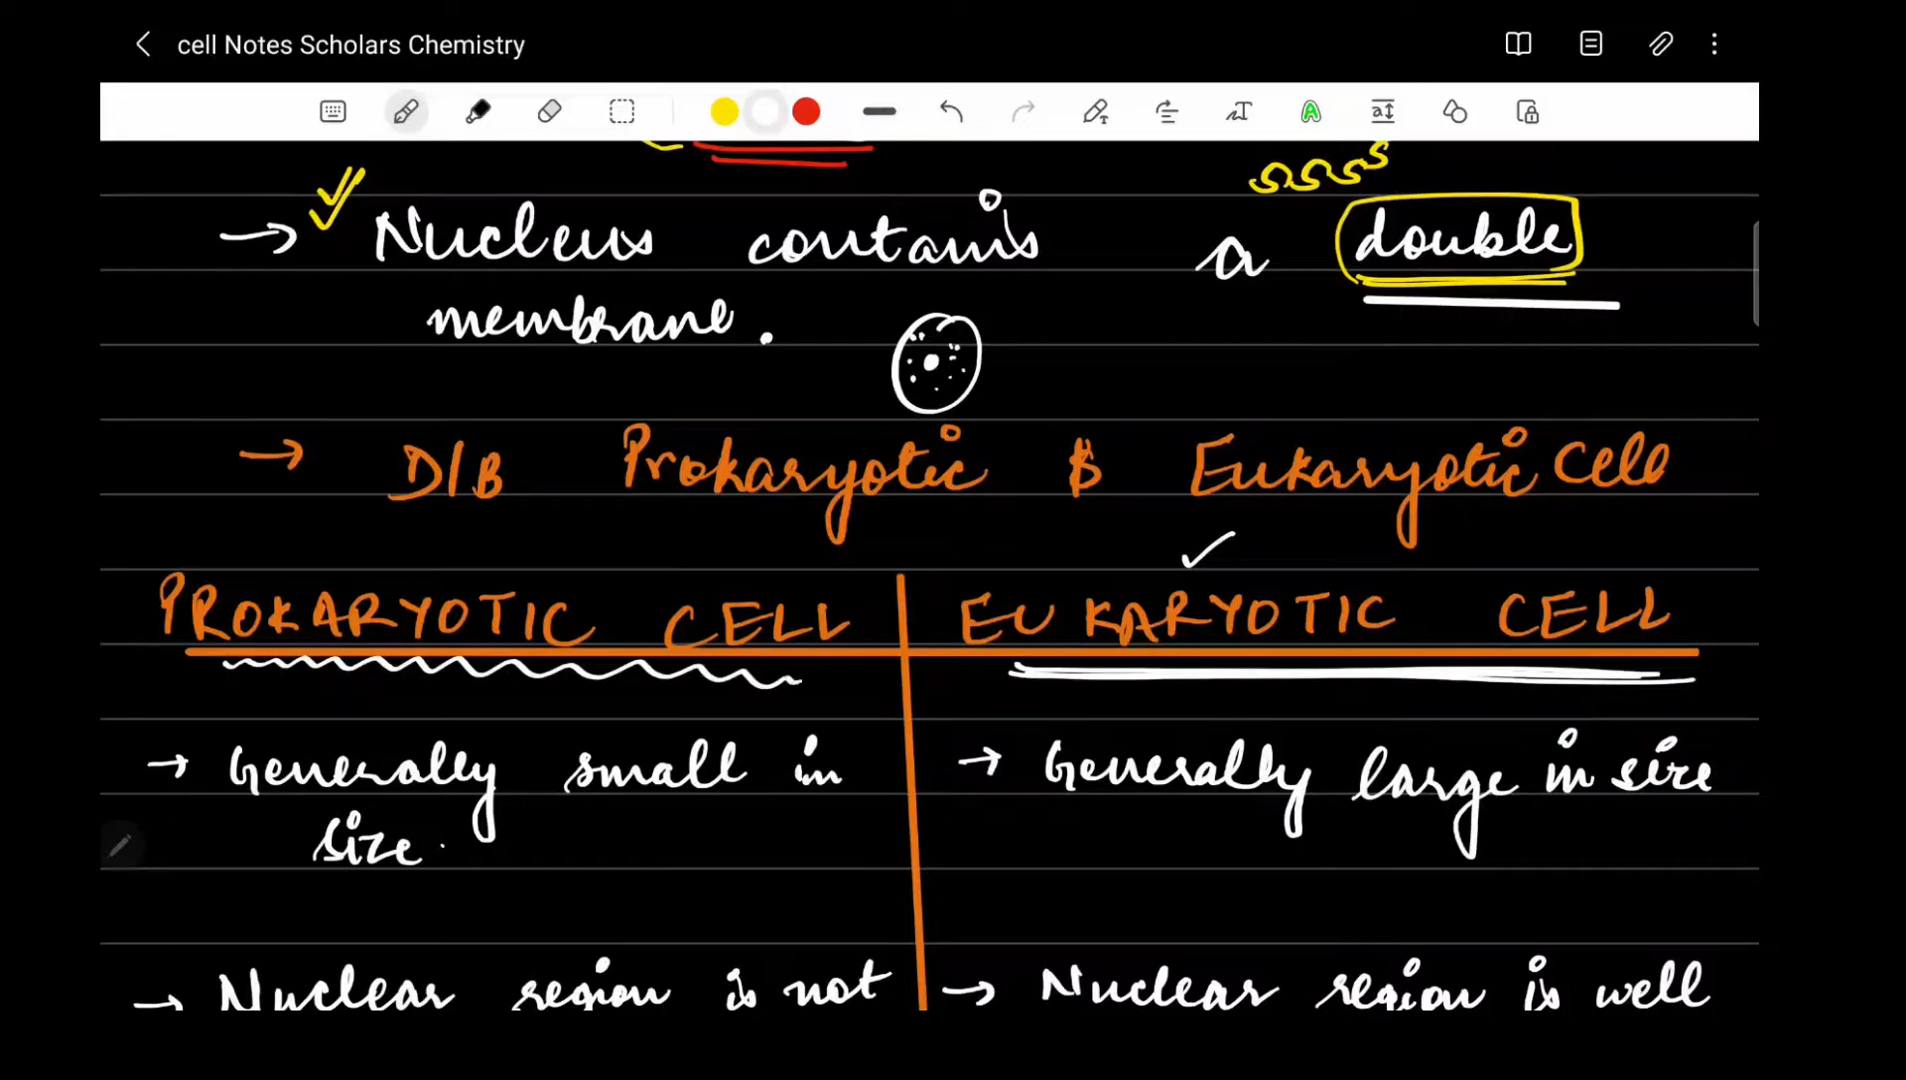 cell Notes Scholars Chemistry
→ Nucleus contains a double
membrane.
→ D/B Prokaryotic & Eukaryotic Cell
PROKARYOTIC CELL EUKARYOTIC CELL
→ Generally small in → Generally large in size
size.
→ Nuclear region is not → Nuclear region is well